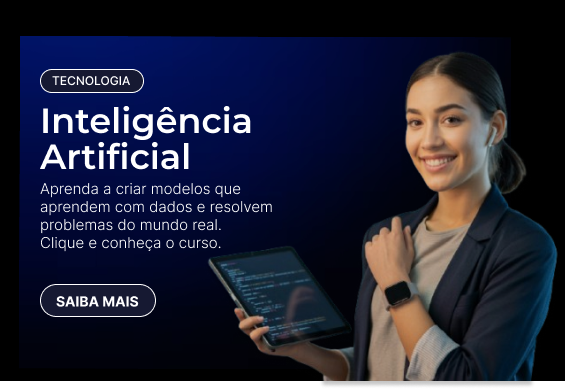 TECNOLOGIA
Inteligência
Artificial
Aprenda a criar modelos que
aprendem com dados e resolvem
problemas do mundo real.
Clique e conheça o curso.
SAIBA MAIS